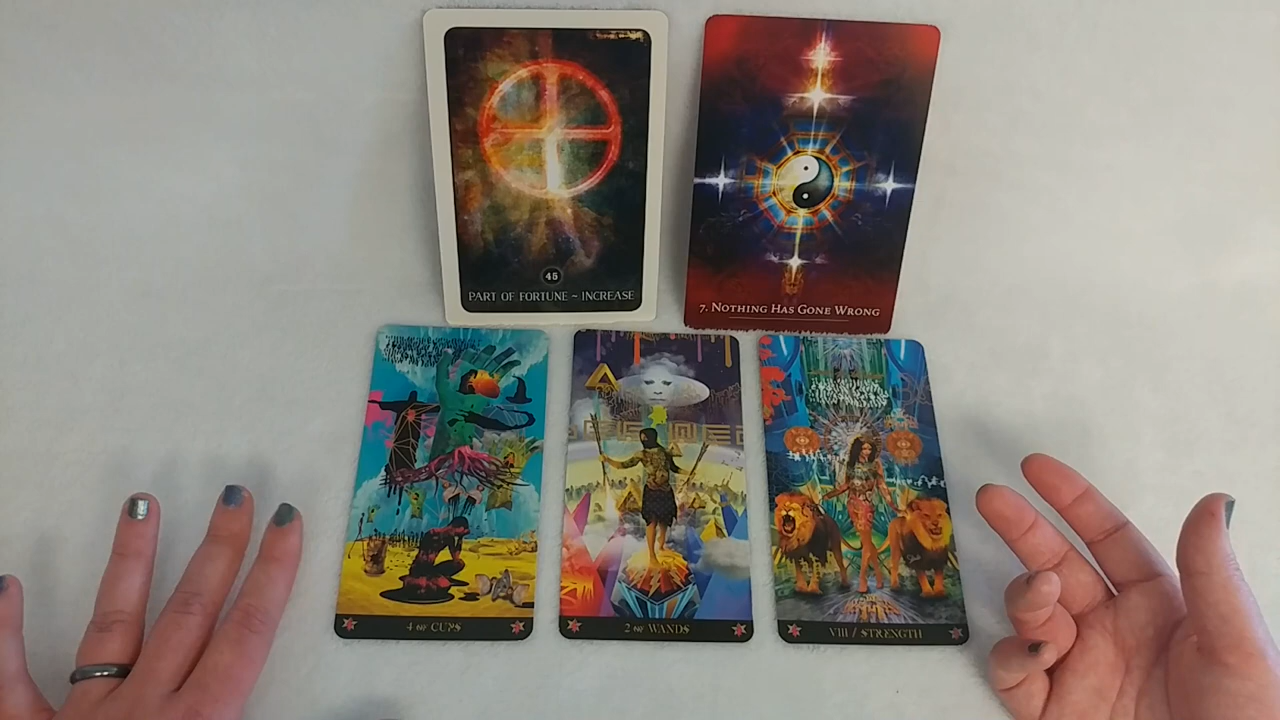 45
PART OF FORTUNE ~ INCREASE
7. NOTHING HAS GONE WRONG
4 OF CUPS
2 OF WANDS
VIII / STRENGTH